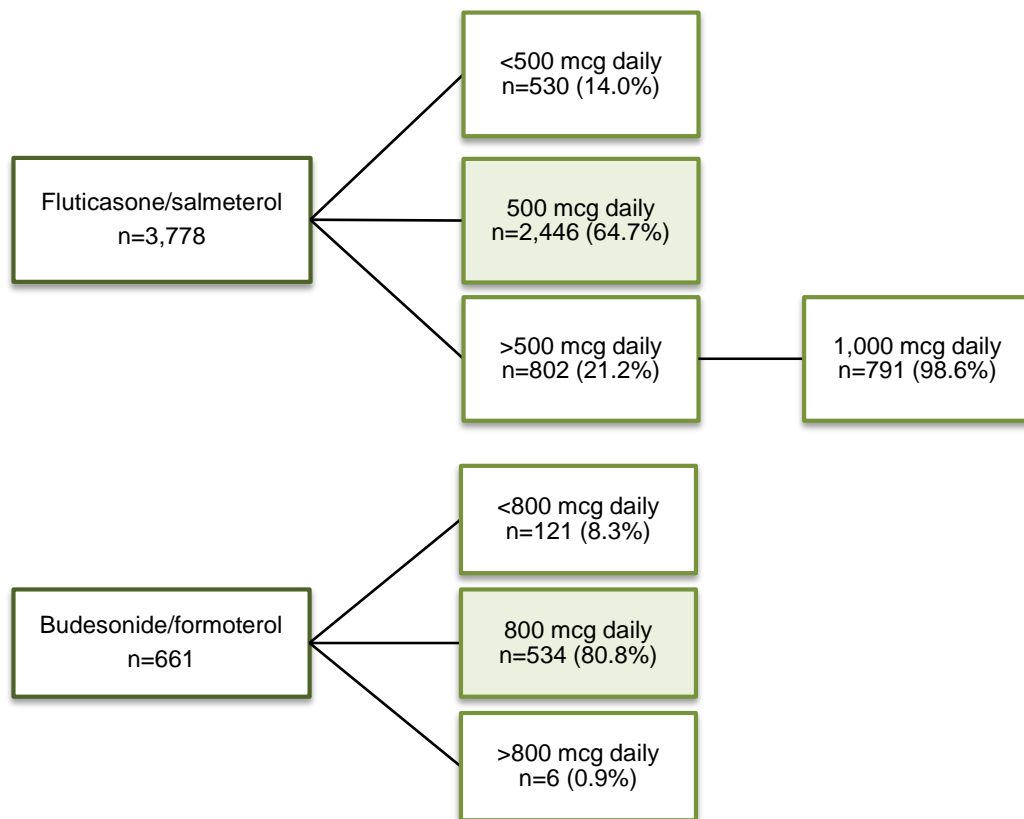 Fluticasone/salmeterol
n=3,778
<500 mcg daily
n=530 (14.0%)
500 mcg daily
n=2,446 (64.7%)
>500 mcg daily
n=802 (21.2%)
1,000 mcg daily
n=791 (98.6%)
Budesonide/formoterol
n=661
<800 mcg daily
n=121 (8.3%)
800 mcg daily
n=534 (80.8%)
>800 mcg daily
n=6 (0.9%)